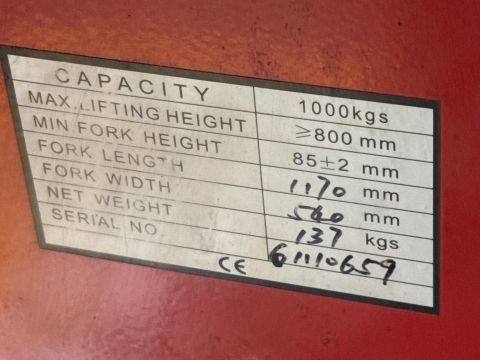 CAPACITY 1000kgs
MAX.LIFTING HEIGHT ≥800 mm
MIN FORK HEIGHT 85±2 mm
FORK LENGTH 1170 mm
FORK WIDTH 540 mm
NET WEIGHT 137 kgs
SERIAL NO. 61110659
CE